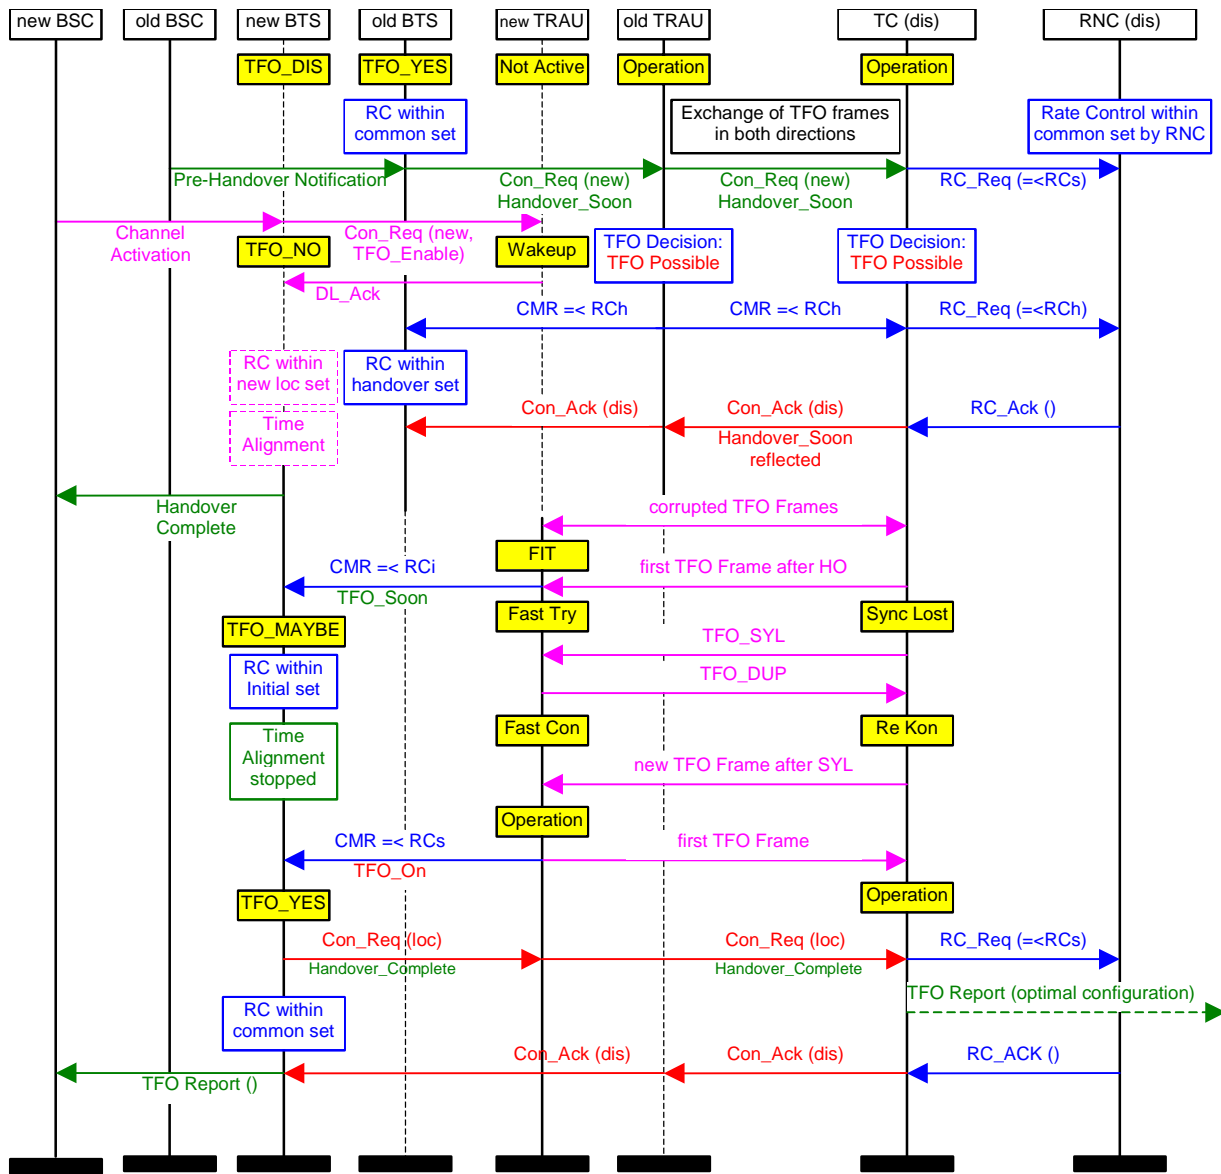 new BSC
old BSC
new BTS
old BTS
new TRAU
old TRAU
TC (dis)
RNC (dis)
TFO_DIS
TFO_YES
Not Active
Operation
Operation
RC within
common set
Exchange of TFO frames
in both directions
Rate Control within
common set by RNC
Pre-Handover Notification
Con_Req (new)
Handover_Soon
Con_Req (new)
Handover_Soon
RC_Req (=<RCs)
Channel
Activation
TFO_NO
Con_Req (new,
TFO_Enable)
Wakeup
TFO Decision:
TFO Possible
TFO Decision:
TFO Possible
DL_Ack
CMR =< RCh
CMR =< RCh
RC_Req (=<RCh)
RC within
new loc set
RC within
handover set
Time
Alignment
Con_Ack (dis)
Con_Ack (dis)
Handover_Soon
reflected
RC_Ack ()
Handover
Complete
corrupted TFO Frames
FIT
CMR =< RCi
TFO_Soon
first TFO Frame after HO
Fast Try
Sync Lost
TFO_MAYBE
TFO_SYL
RC within
Initial set
TFO_DUP
Time
Alignment
stopped
Fast Con
Re Kon
new TFO Frame after SYL
Operation
CMR =< RCs
TFO_On
first TFO Frame
TFO_YES
Operation
Con_Req (loc)
Handover_Complete
Con_Req (loc)
Handover_Complete
RC_Req (=<RCs)
TFO Report (optimal configuration)
RC within
common set
Con_Ack (dis)
Con_Ack (dis)
RC_ACK ()
TFO Report ()